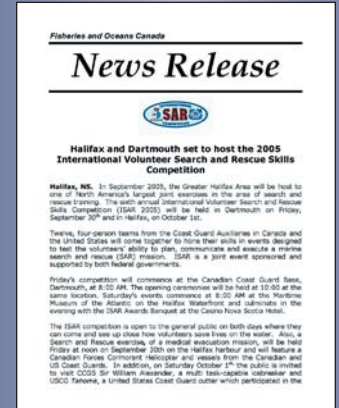 Fisheries and Oceans Canada
News Release
SAR
Halifax and Dartmouth set to host the 2005
International Volunteer Search and Rescue Skills
Competition
Halifax, NS. In September 2005, the Greater Halifax Area will be host to
one of North America's largest joint exercises in the area of search and
rescue training. The sixth annual International Volunteer Search and Rescue
Skills Competition (ISAR 2005) will be held in Dartmouth on Friday,
September 30th and in Halifax, on October 1st.
Twelve, four-person teams from the Coast Guard Auxiliaries in Canada and
the United States will come together to hone their skills in events designed
to test the volunteers' ability to plan, communicate and execute a marine
search and rescue (SAR) mission. ISAR is a joint event sponsored and
supported by both federal governments.
Friday's competition will commence at the Canadian Coast Guard Base,
Dartmouth, at 8:00 AM. The opening ceremonies will be held at 10:00 at the
same location. Saturday's events commence at 8:00 AM at the Maritime
Museum of the Atlantic on the Halifax Waterfront and culminate in the
evening with the ISAR Awards Banquet at the Casino Nova Scotia Hotel.
The ISAR competition is open to the general public on both days where they
can come and see up close how volunteers save lives on the water. Also, a
Search and Rescue exercise, of a medical evacuation mission, will be held
Friday at noon on September 30th on the Halifax harbour and will feature a
Canadian Forces Cormorant Helicopter and vessels from the Canadian and
US Coast Guards. In addition, on Saturday October 1st the public is invited
to visit CCGS Sir William Alexander, a multi task-capable icebreaker and
USCG Tahoma, a United States Coast Guard cutter which participated in the